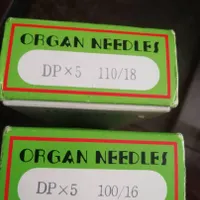 ORGAN NEEDLES
DP×5 110/18
ORGAN NEEDLES
DP×5 100/16